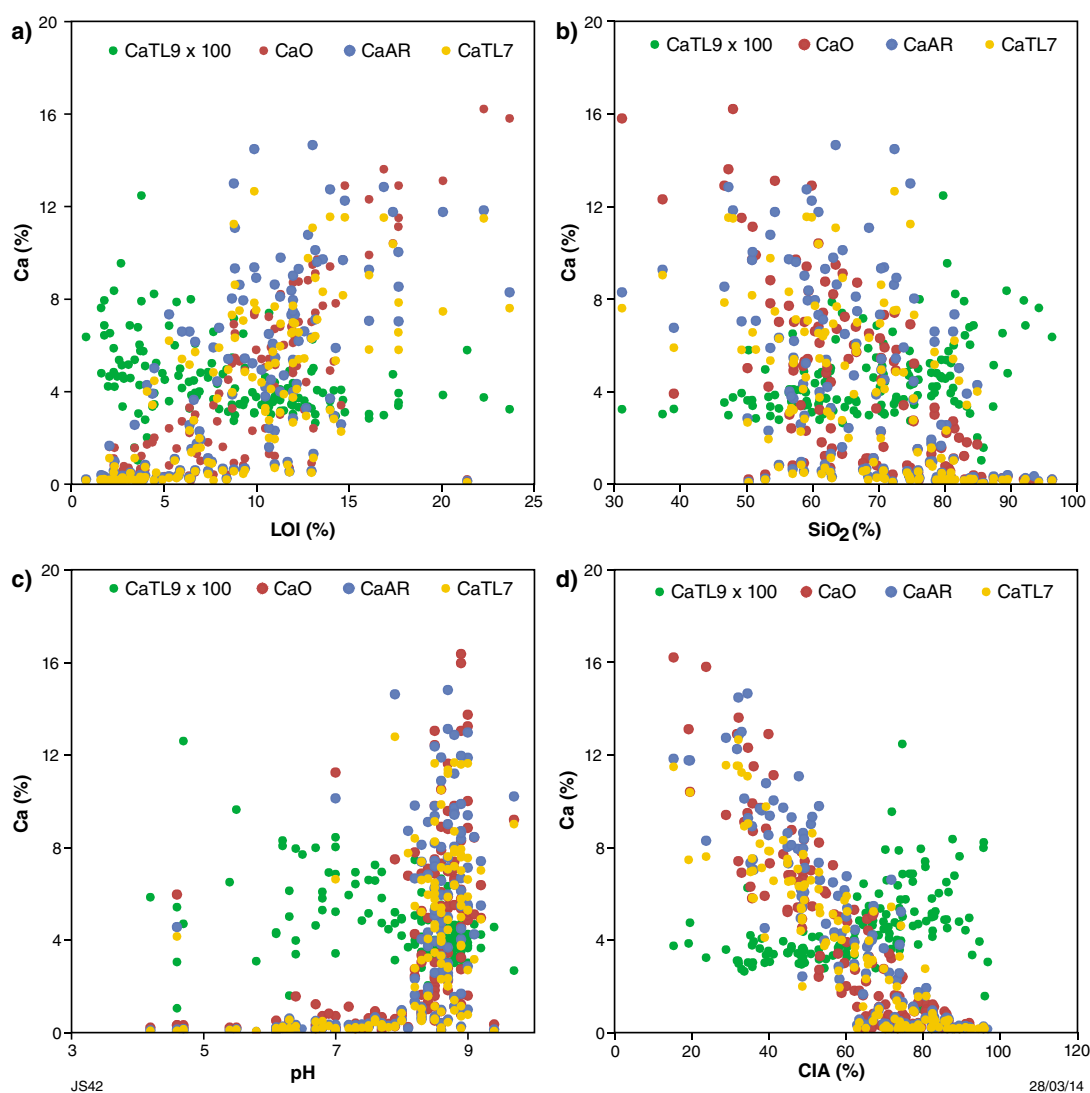 a)
CaTL9 x 100 CaO CaAR CaTL7
20
16
12
8
4
0
Ca (%)
0 5 10 15 20 25
LOI (%)
b)
CaTL9 x 100 CaO CaAR CaTL7
20
16
12
8
4
0
Ca (%)
30 40 50 60 70 80 90 100
SiO2 (%)
c)
CaTL9 x 100 CaO CaAR CaTL7
20
16
12
8
4
0
Ca (%)
3 5 7 9
pH
d)
CaTL9 x 100 CaO CaAR CaTL7
20
16
12
8
4
0
Ca (%)
0 20 40 60 80 100 120
CIA (%)
JS42
28/03/14